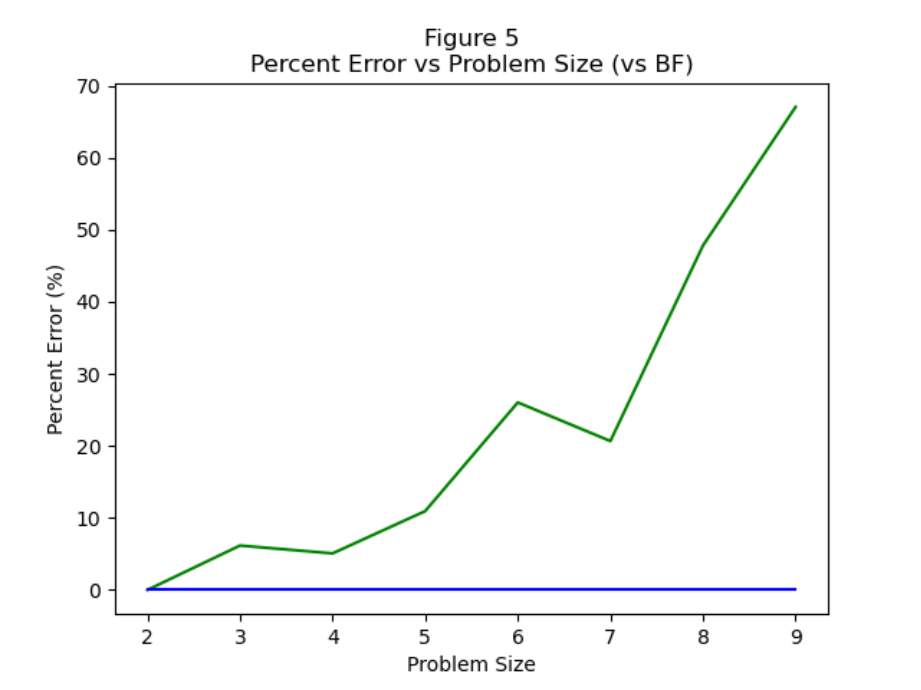 Figure 5
Percent Error vs Problem Size (vs BF)
70
60
50
40
30
20
10
0
Percent Error (%)
2 3 4 5 6 7 8 9
Problem Size